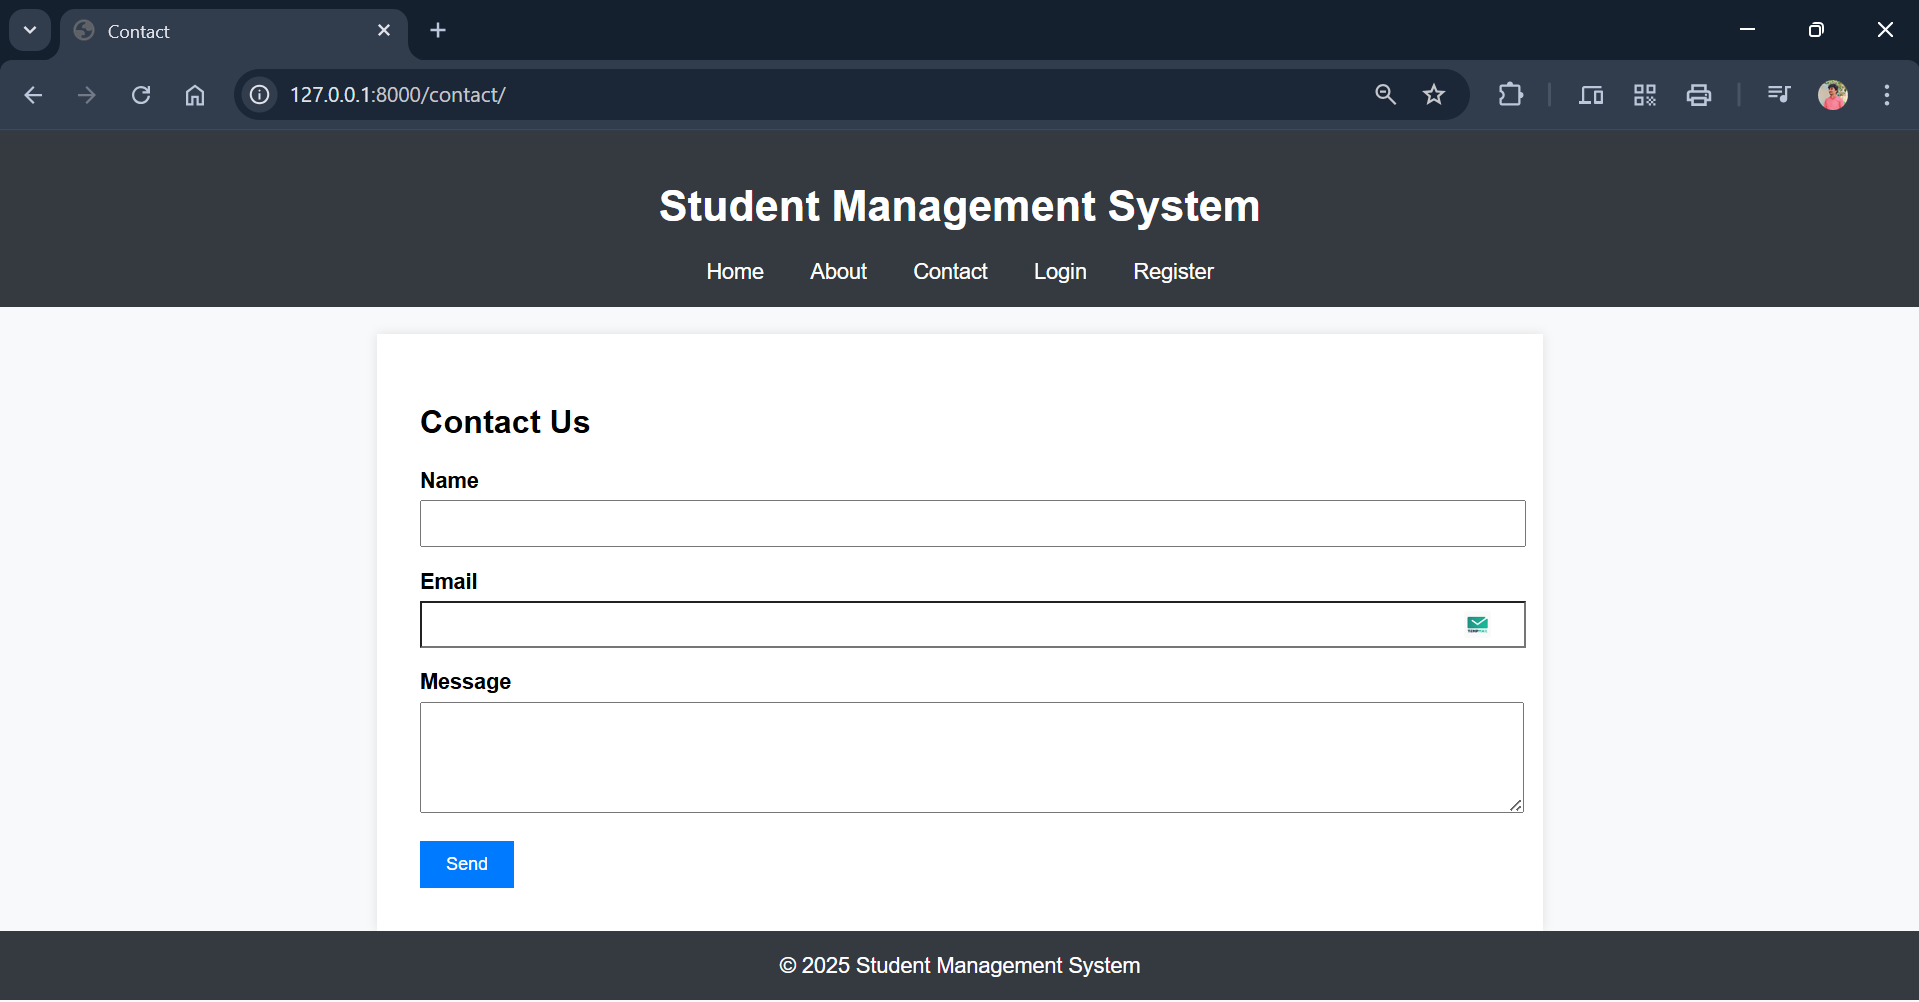 Contact
127.0.0.1:8000/contact/
Student Management System
Home About Contact Login Register
Contact Us
Name
Email
Message
Send
© 2025 Student Management System